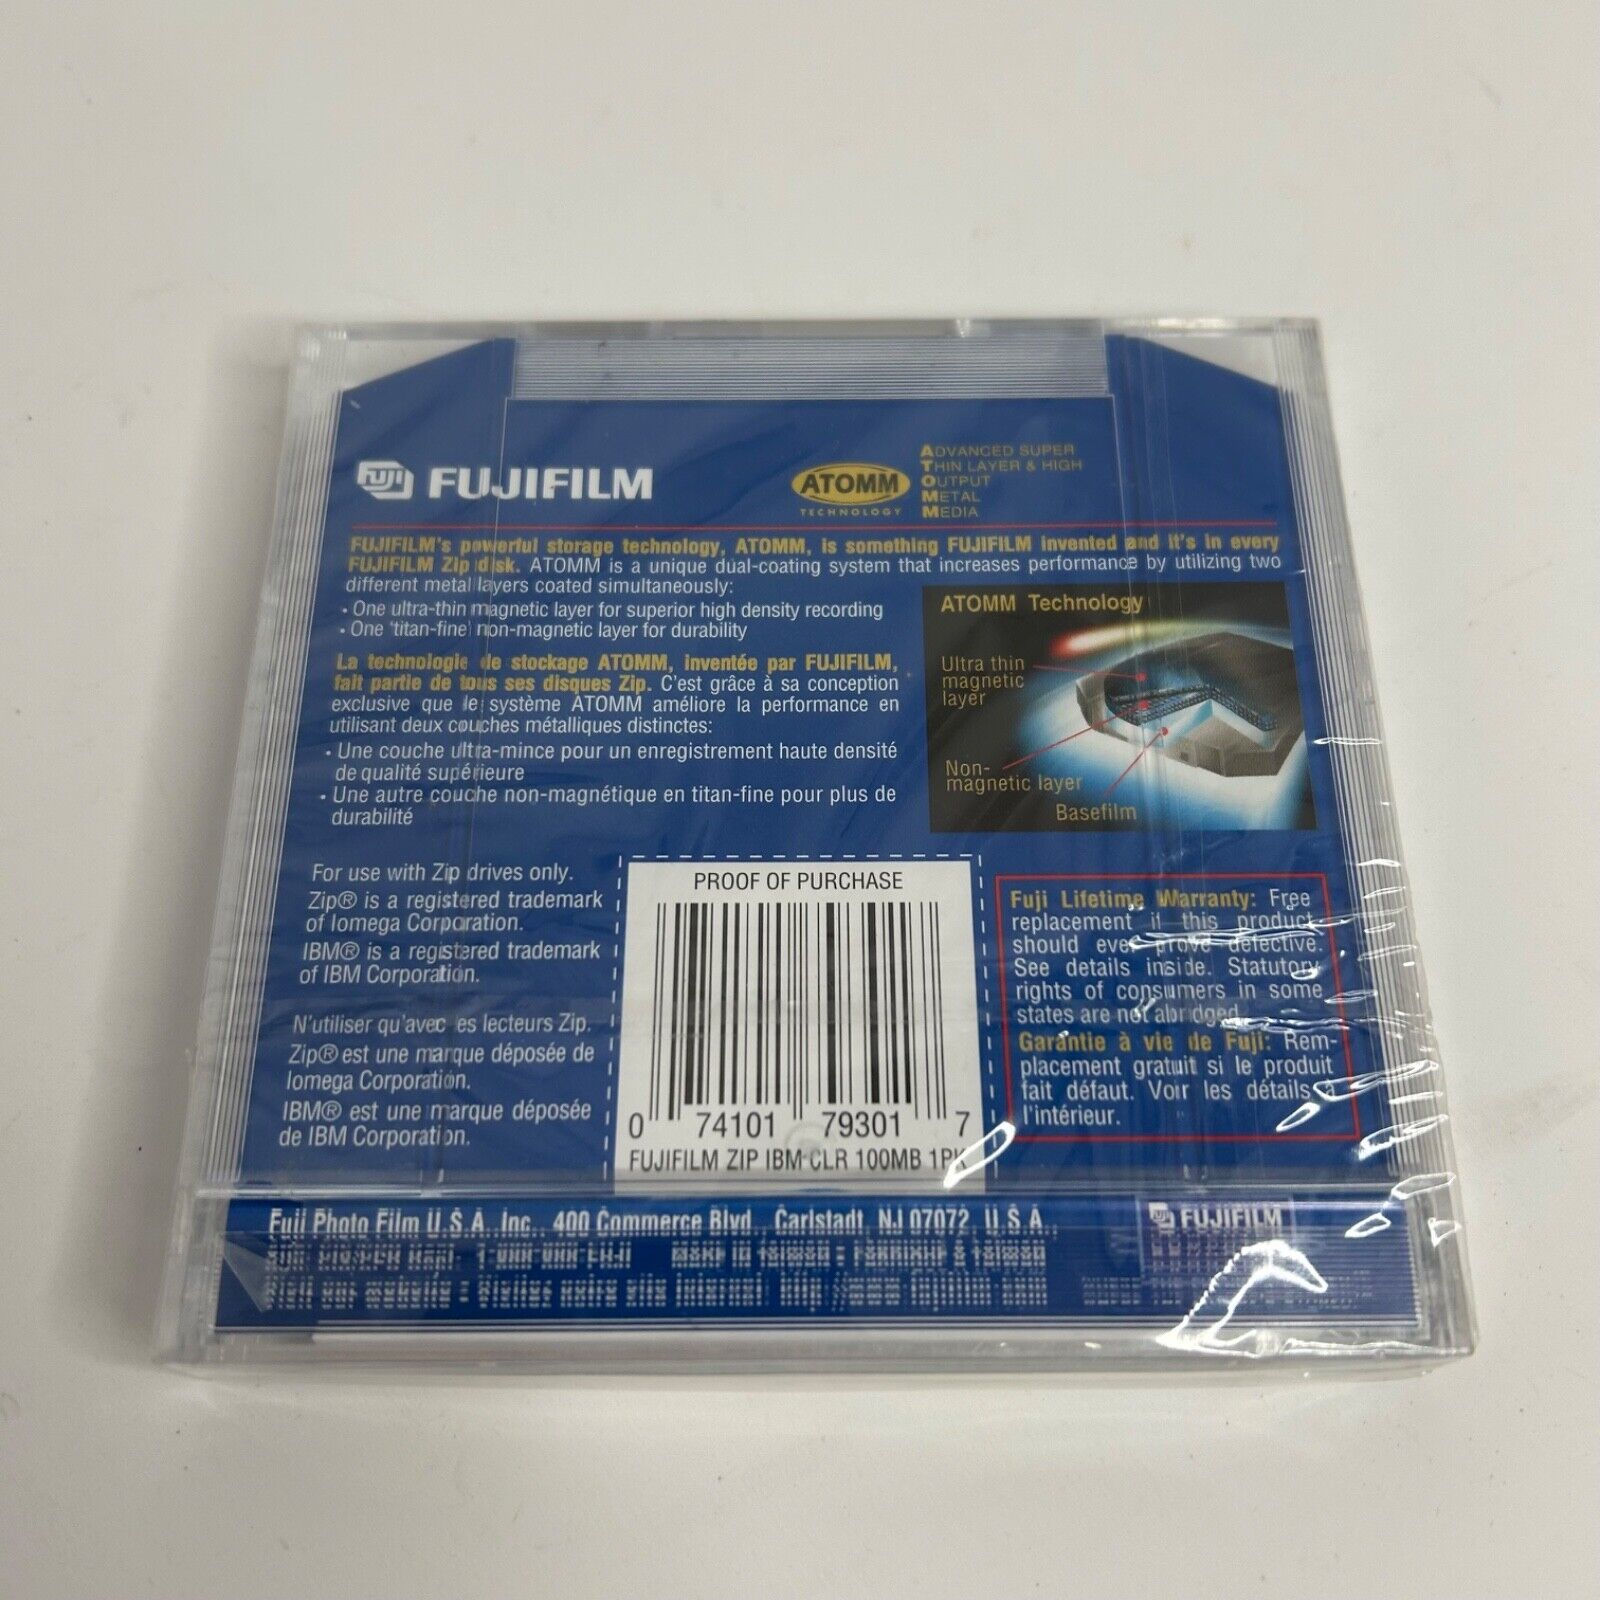 FUJI FUJIFILM
ATOMM
TECHNOLOGY
ADVANCED SUPER
THIN LAYER & HIGH
OUTPUT
METAL
MEDIA
FUJIFILM's powerful storage technology, ATOMM, is something FUJIFILM invented and it's in every
FUJIFILM Zip disk. ATOMM is a unique dual-coating system that increases performance by utilizing two
different metal layers coated simultaneously:
• One ultra-thin magnetic layer for superior high density recording
• One 'titan-fine' non-magnetic layer for durability
La technologie de stockage ATOMM, inventée par FUJIFILM,
fait partie de tous ses disques Zip. C'est grâce à sa conception
exclusive que le système ATOMM améliore la performance en
utilisant deux couches métalliques distinctes:
• Une couche ultra-mince pour un enregistrement haute densité
de qualité supérieure
• Une autre couche non-magnétique en titan-fine pour plus de
durabilité
ATOMM Technology
Ultra thin
magnetic
layer
Non-
magnetic layer
Basefilm
For use with Zip drives only.
Zip® is a registered trademark
of Iomega Corporation.
IBM® is a registered trademark
of IBM Corporation.
N'utiliser qu'avec les lecteurs Zip.
Zip® est une marque déposée de
Iomega Corporation.
IBM® est une marque déposée
de IBM Corporation.
PROOF OF PURCHASE
0 74101 79301 7
FUJIFILM ZIP IBM-CLR 100MB 1PK
Fuji Lifetime Warranty: Free
replacement if this product
should ever prove defective.
See details inside. Statutory
rights of consumers in some
states are not abridged.
Garantie à vie de Fuji: Rem-
placement gratuit si le produit
fait défaut. Voir les détails à
l'intérieur.
Fuji Photo Film U.S.A., Inc., 400 Commerce Blvd., Carlstadt, NJ 07072, U.S.A.,
FUJI FUJIFILM